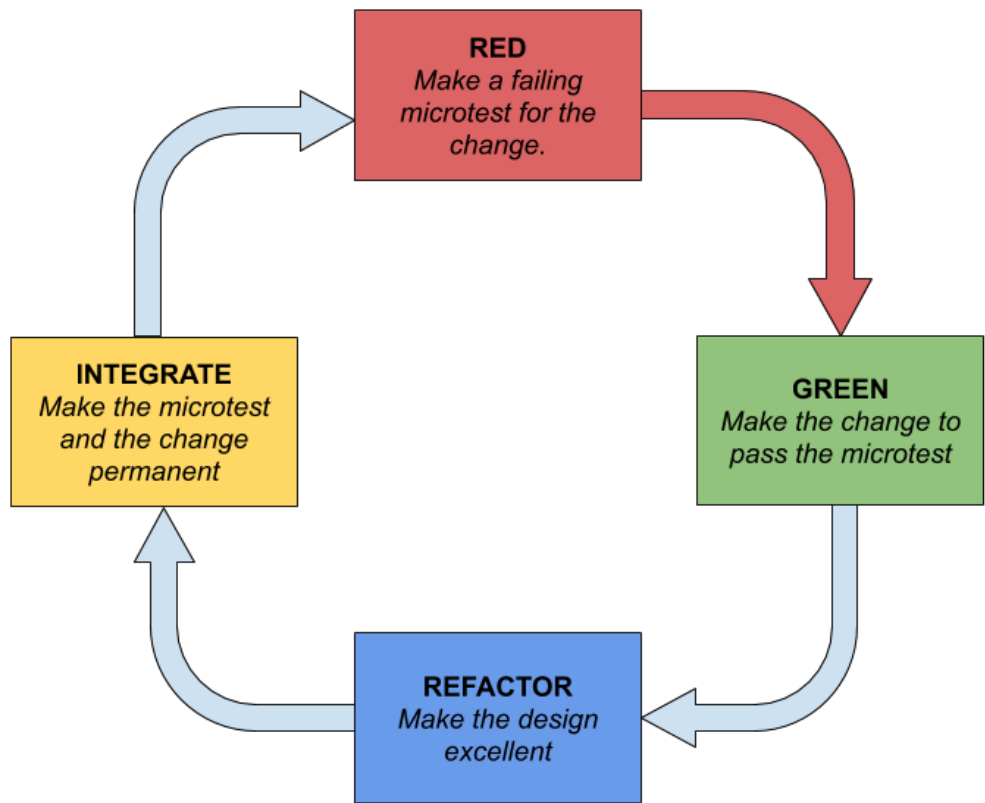 RED
Make a failing
microtest for the
change.
GREEN
Make the change to
pass the microtest
REFACTOR
Make the design
excellent
INTEGRATE
Make the microtest
and the change
permanent